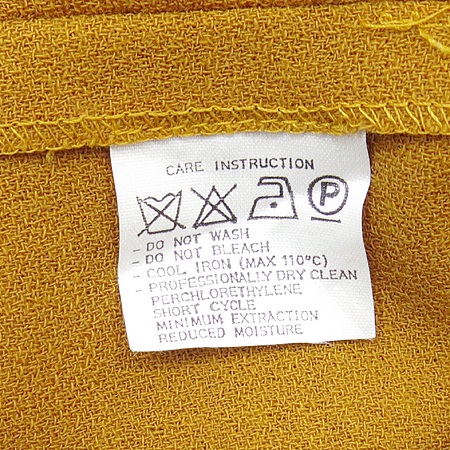 CARE INSTRUCTION
P
- DO NOT WASH
- DO NOT BLEACH
- COOL IRON (MAX 110°C)
- PROFESSIONALLY DRY CLEAN
PERCHLORETHYLENE
SHORT CYCLE
MINIMUM EXTRACTION
REDUCED MOISTURE